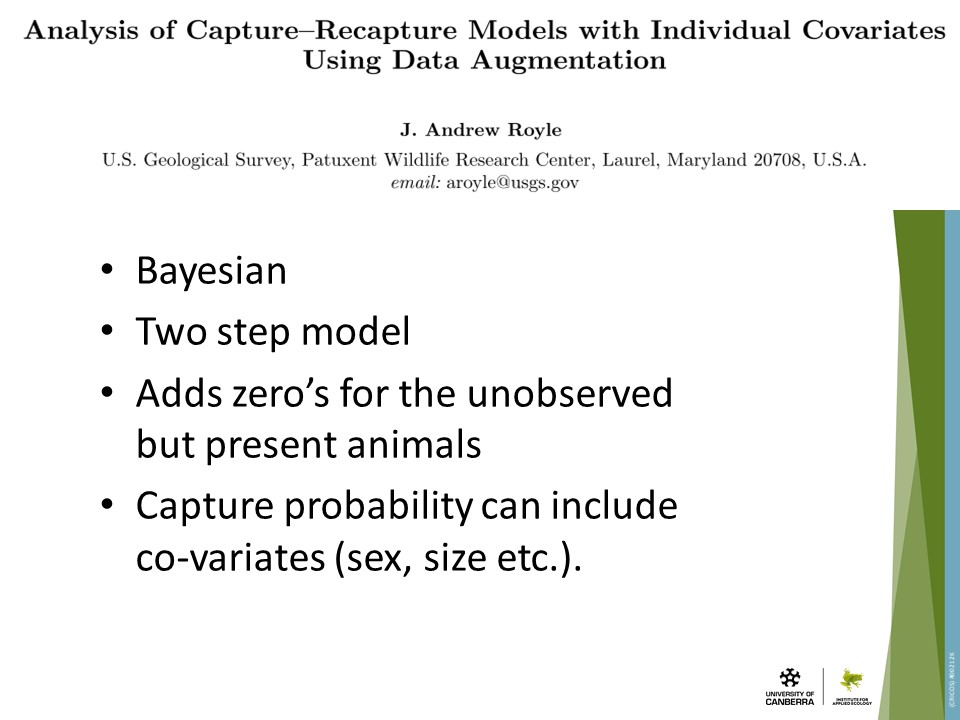 Analysis of Capture–Recapture Models with Individual Covariates
Using Data Augmentation
J. Andrew Royle
U.S. Geological Survey, Patuxent Wildlife Research Center, Laurel, Maryland 20708, U.S.A.
email: aroyle@usgs.gov
• Bayesian
• Two step model
• Adds zero’s for the unobserved
but present animals
• Capture probability can include
co-variates (sex, size etc.).
UNIVERSITY OF
CANBERRA
INSTITUTE FOR
APPLIED ECOLOGY